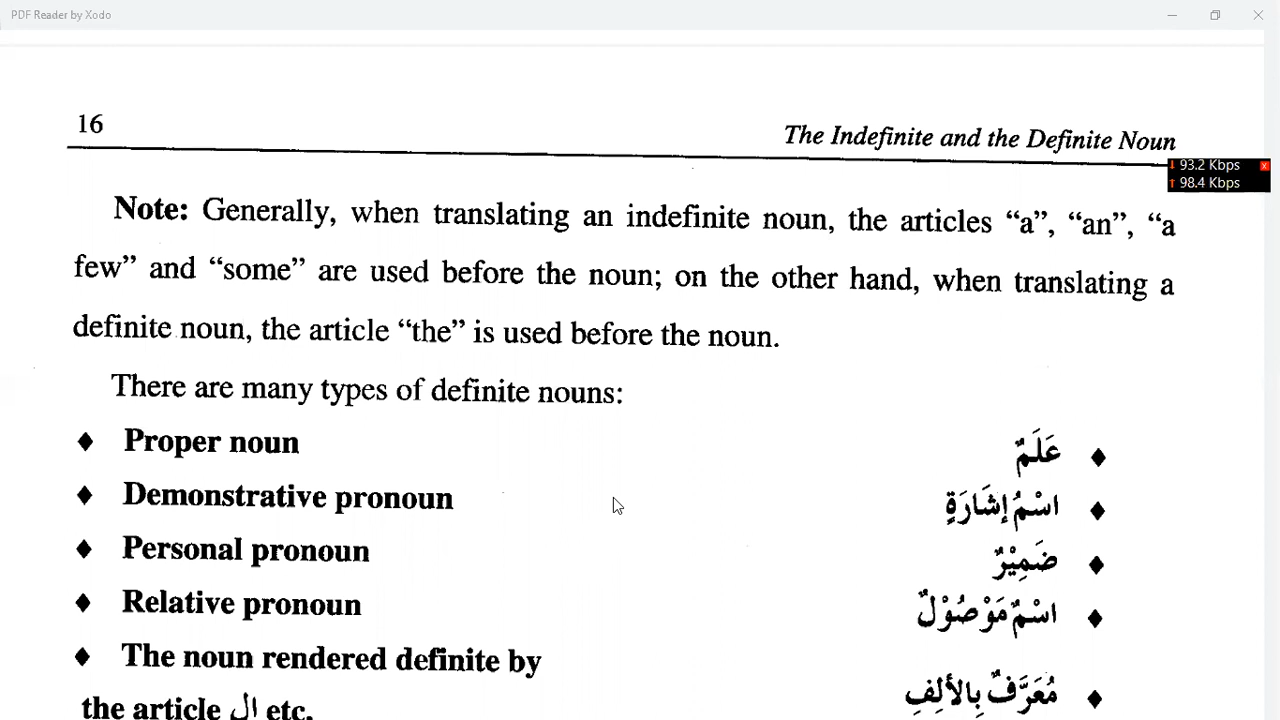 PDF Reader by Xodo
16
The Indefinite and the Definite Noun
↓ 93.2 Kbps x
↑ 98.4 Kbps
Note: Generally, when translating an indefinite noun, the articles “a”, “an”, “a
few” and “some” are used before the noun; on the other hand, when translating a
definite noun, the article “the” is used before the noun.
There are many types of definite nouns:
♦ Proper noun
♦ عَلَمٌ
♦ Demonstrative pronoun
♦ اسْمُ إشَارَةٍ
♦ Personal pronoun
♦ ضَمِيْرٌ
♦ Relative pronoun
♦ اسْمٌ مَوْصُوْلٌ
♦ The noun rendered definite by
♦ مُعَرَّفٌ بِالألِفِ
the article ال etc.